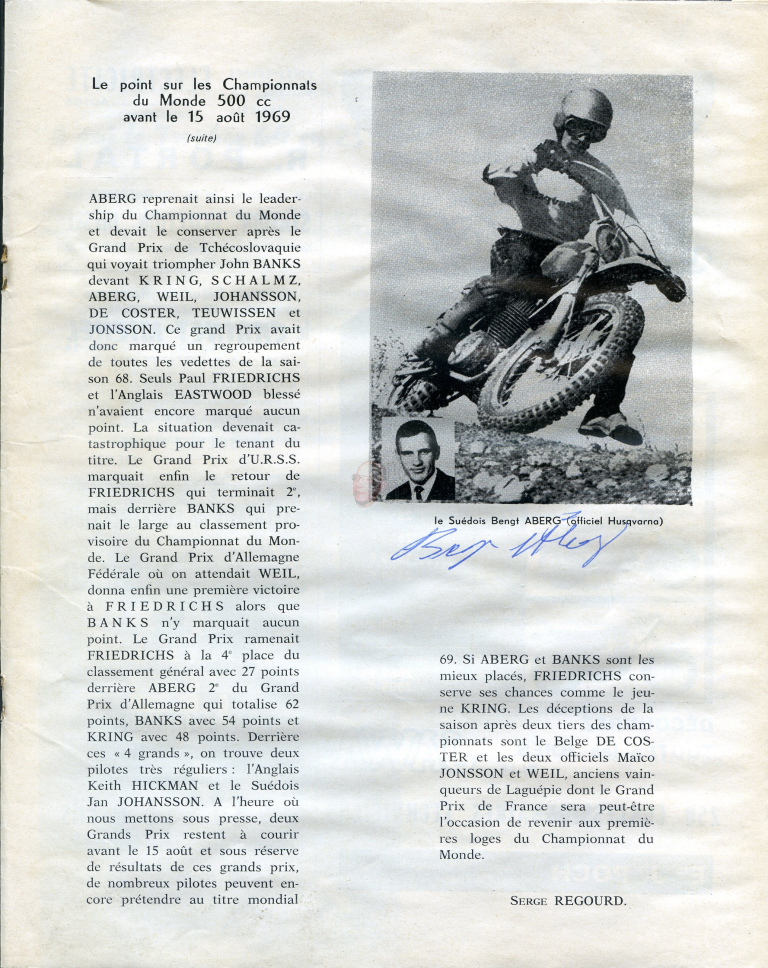 Le point sur les Championnats
du Monde 500 cc
avant le 15 août 1969
(suite)
ABERG reprenait ainsi le leader-
ship du Championnat du Monde
et devait le conserver après le
Grand Prix de Tchécoslovaquie
qui voyait triompher John BANKS
devant KRING, SCHALMZ,
ABERG, WEIL, JOHANSSON,
DE COSTER, TEUWISSEN et
JONSSON. Ce grand Prix avait
donc marqué un regroupement
de toutes les vedettes de la sai-
son 68. Seuls Paul FRIEDRICHS
et l'Anglais EASTWOOD blessé
n'avaient encore marqué aucun
point. La situation devenait ca-
tastrophique pour le tenant du
titre. Le Grand Prix d'U.R.S.S.
marquait enfin le retour de
FRIEDRICHS qui terminait 2e,
mais derrière BANKS qui pre-
nait le large au classement pro-
visoire du Championnat du Mon-
de. Le Grand Prix d'Allemagne
Fédérale où on attendait WEIL,
donna enfin une première victoire
à FRIEDRICHS alors que
BANKS n'y marquait aucun
point. Le Grand Prix ramenait
FRIEDRICHS à la 4e place du
classement général avec 27 points
derrière ABERG 2e du Grand
Prix d'Allemagne qui totalise 62
points, BANKS avec 54 points et
KRING avec 48 points. Derrière
ces « 4 grands », on trouve deux
pilotes très réguliers : l'Anglais
Keith HICKMAN et le Suédois
Jan JOHANSSON. A l'heure où
nous mettons sous presse, deux
Grands Prix restent à courir
avant le 15 août et sous réserve
de résultats de ces grands prix,
de nombreux pilotes peuvent en-
core prétendre au titre mondial
le Suédois Bengt ABERG (officiel Husqvarna)
69. Si ABERG et BANKS sont les
mieux placés, FRIEDRICHS con-
serve ses chances comme le jeu-
ne KRING. Les déceptions de la
saison après deux tiers des cham-
pionnats sont le Belge DE COS-
TER et les deux officiels Maïco
JONSSON et WEIL, anciens vain-
queurs de Laguépie dont le Grand
Prix de France sera peut-être
l'occasion de revenir aux premiè-
res loges du Championnat du
Monde.
SERGE REGOURD.